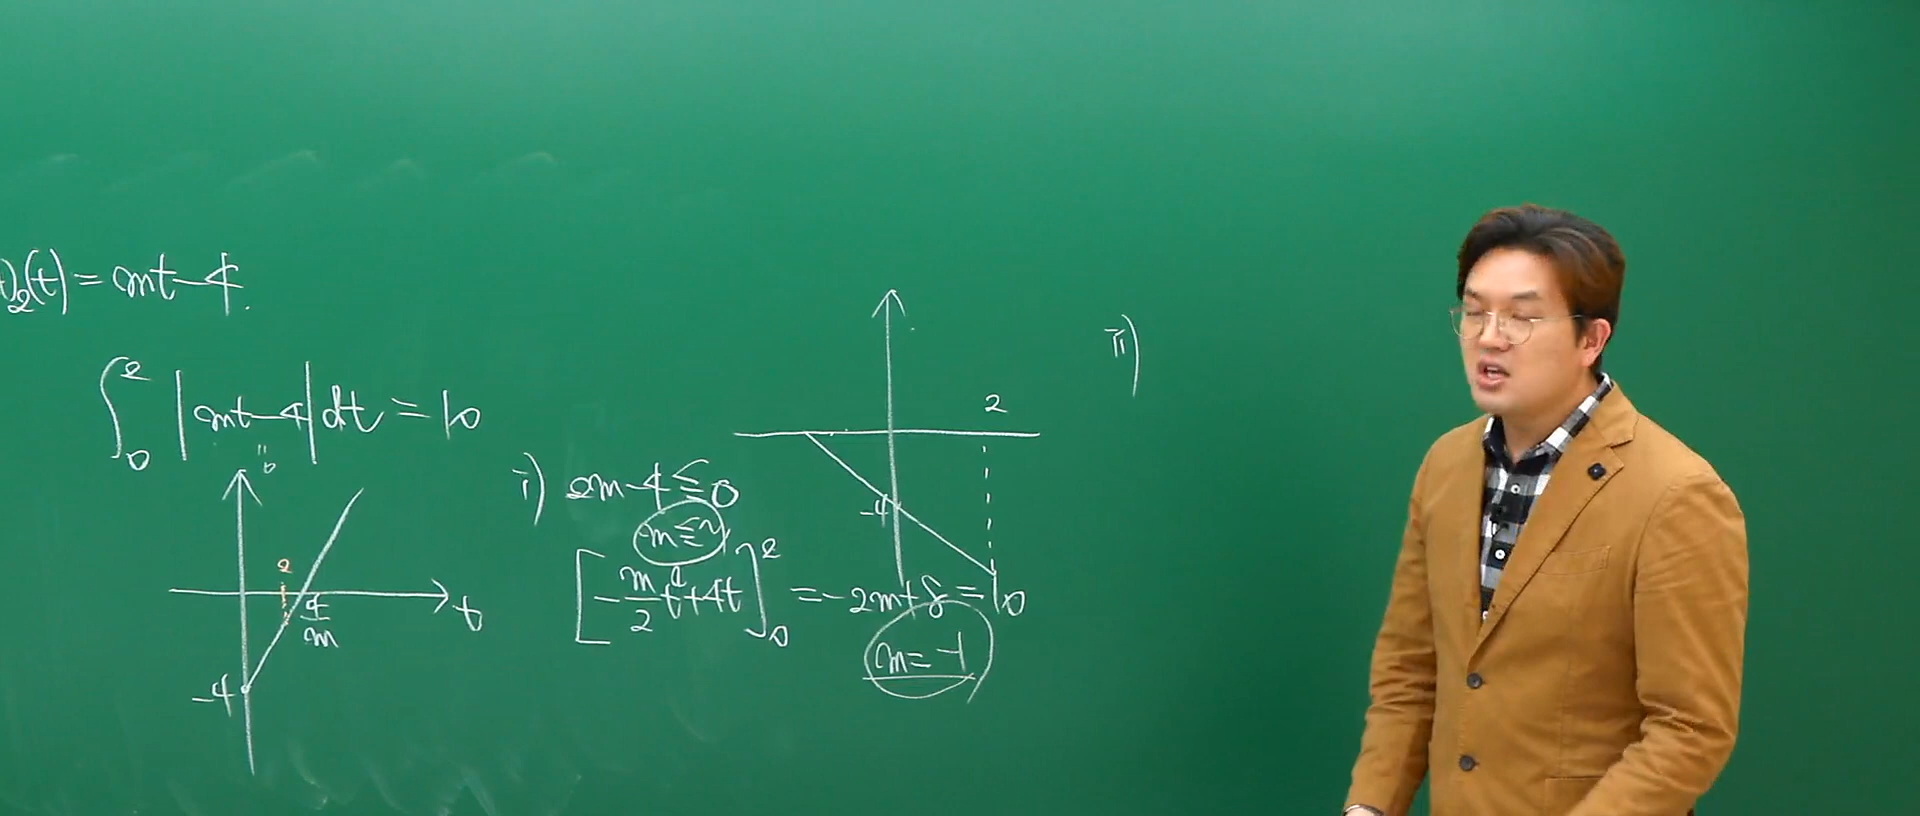 v₂(t) = mt-4.
∫₀² |mt-4| dt = 10
t
2
4/m
-4
i) 2m-4 ≤ 0
m ≤ 2
[-m/2 t² + 4t]₀² = -2m+8 = 10
m = -1
2
-4
ii)